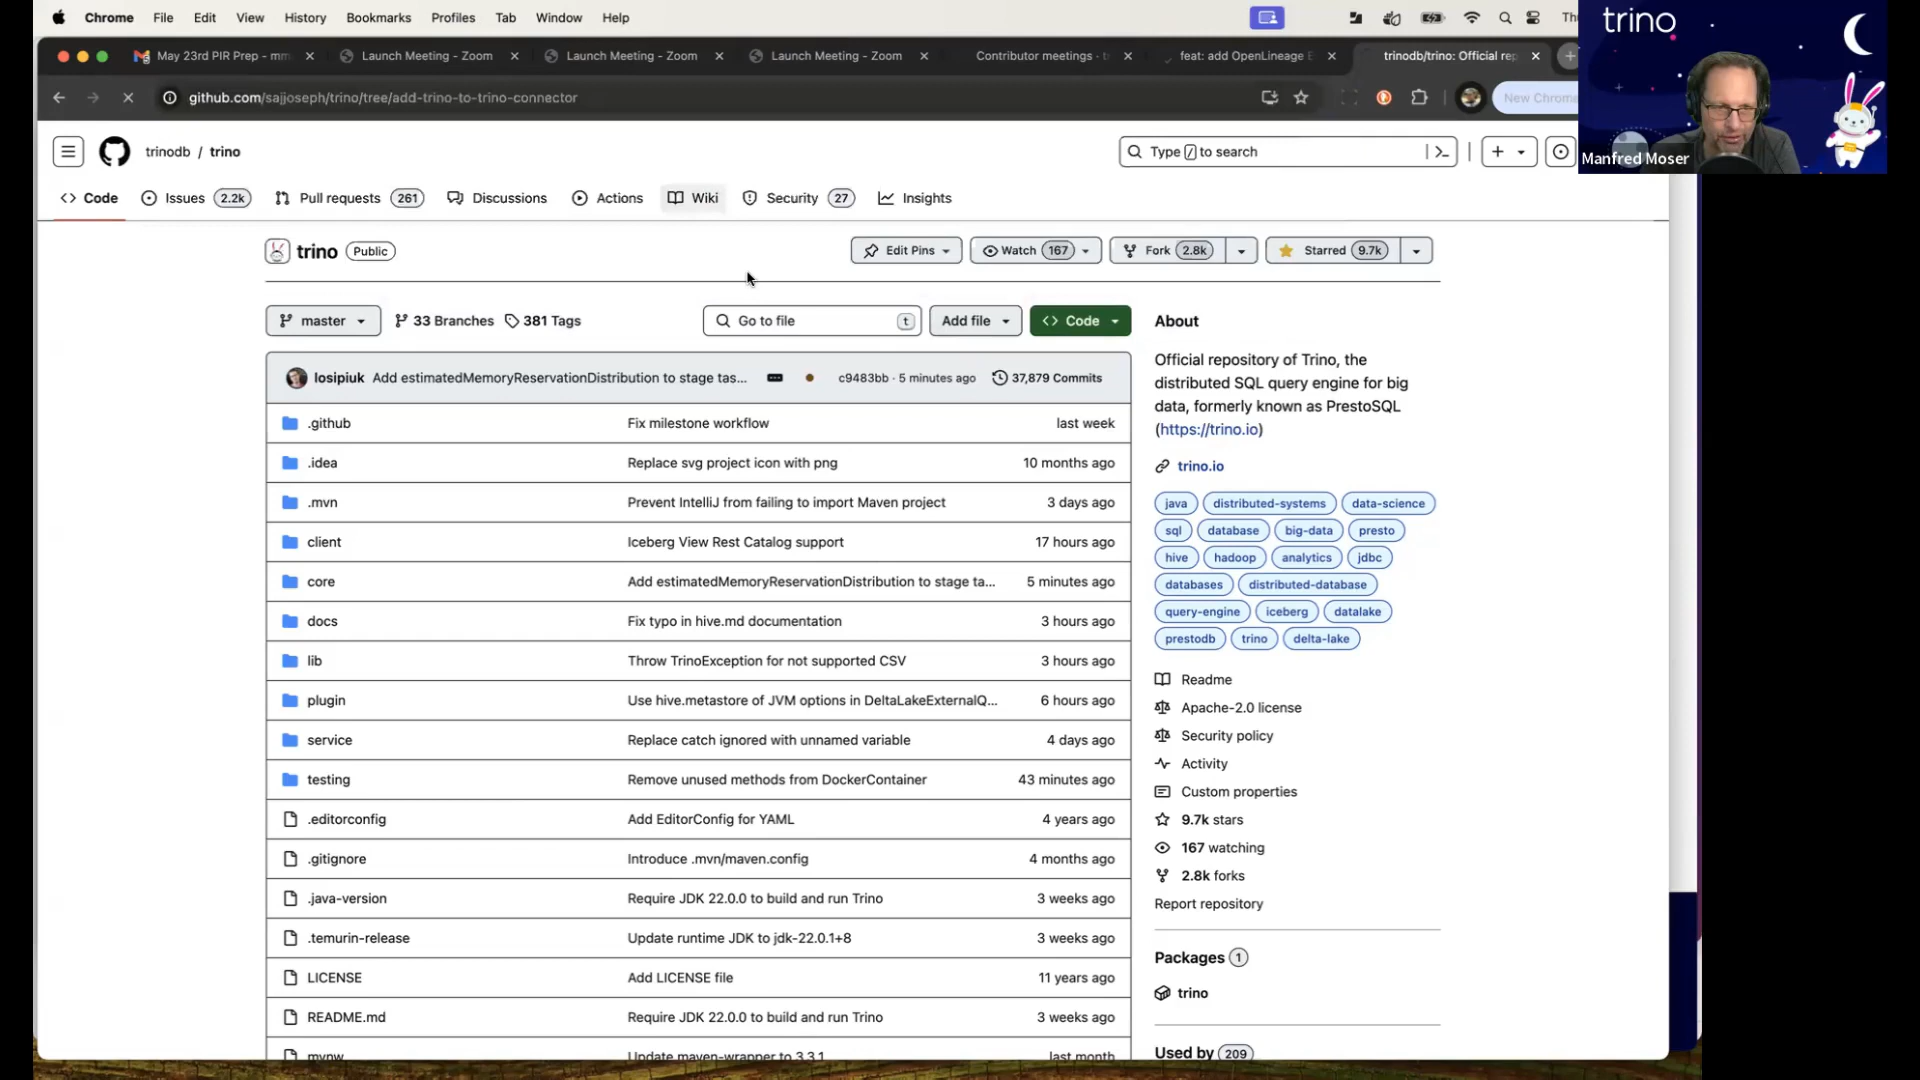 Chrome File Edit View History Bookmarks Profiles Tab Window Help
trino
May 23rd PIR Prep - mm
Launch Meeting - Zoom
Launch Meeting - Zoom
Launch Meeting - Zoom
Contributor meetings · t
feat: add OpenLineage E
trinodb/trino: Official rep
github.com/sajjoseph/trino/tree/add-trino-to-trino-connector
New Chrom
trinodb / trino
Type / to search
Manfred Moser
Code Issues 2.2k Pull requests 261 Discussions Actions Wiki Security 27 Insights
trino Public
Edit Pins Watch 167 Fork 2.8k Starred 9.7k
master 33 Branches 381 Tags Go to file t Add file Code
losipiuk Add estimatedMemoryReservationDistribution to stage tas... c9483bb · 5 minutes ago 37,879 Commits
.github Fix milestone workflow last week
.idea Replace svg project icon with png 10 months ago
.mvn Prevent IntelliJ from failing to import Maven project 3 days ago
client Iceberg View Rest Catalog support 17 hours ago
core Add estimatedMemoryReservationDistribution to stage ta... 5 minutes ago
docs Fix typo in hive.md documentation 3 hours ago
lib Throw TrinoException for not supported CSV 3 hours ago
plugin Use hive.metastore of JVM options in DeltaLakeExternalQ... 6 hours ago
service Replace catch ignored with unnamed variable 4 days ago
testing Remove unused methods from DockerContainer 43 minutes ago
.editorconfig Add EditorConfig for YAML 4 years ago
.gitignore Introduce .mvn/maven.config 4 months ago
.java-version Require JDK 22.0.0 to build and run Trino 3 weeks ago
.temurin-release Update runtime JDK to jdk-22.0.1+8 3 weeks ago
LICENSE Add LICENSE file 11 years ago
README.md Require JDK 22.0.0 to build and run Trino 3 weeks ago
mvnw Update maven-wrapper to 3.3.1 last month
About
Official repository of Trino, the
distributed SQL query engine for big
data, formerly known as PrestoSQL
(https://trino.io)
trino.io
java distributed-systems data-science
sql database big-data presto
hive hadoop analytics jdbc
databases distributed-database
query-engine iceberg datalake
prestodb trino delta-lake
Readme
Apache-2.0 license
Security policy
Activity
Custom properties
9.7k stars
167 watching
2.8k forks
Report repository
Packages 1
trino
Used by 209